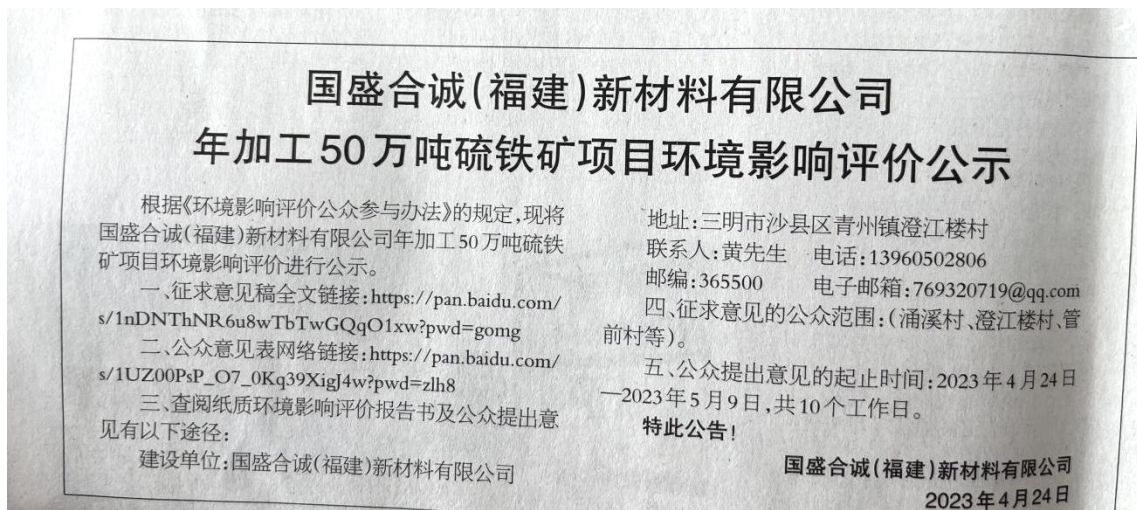 国盛合诚(福建)新材料有限公司
年加工50万吨硫铁矿项目环境影响评价公示
根据《环境影响评价公众参与办法》的规定,现将
国盛合诚(福建)新材料有限公司年加工50万吨硫铁
矿项目环境影响评价进行公示。
一、征求意见稿全文链接:https://pan.baidu.com/
s/1nDNThNR6u8wTbTwGQqO1xw?pwd=gomg
二、公众意见表网络链接:https://pan.baidu.com/
s/1UZ00PsP_O7_0Kq39XigJ4w?pwd=zlh8
三、查阅纸质环境影响评价报告书及公众提出意
见有以下途径:
建设单位:国盛合诚(福建)新材料有限公司
地址:三明市沙县区青州镇澄江楼村
联系人:黄先生 电话:13960502806
邮编:365500 电子邮箱:769320719@qq.com
四、征求意见的公众范围:(涌溪村、澄江楼村、管
前村等)。
五、公众提出意见的起止时间:2023年4月24日
—2023年5月9日,共10个工作日。
特此公告!
国盛合诚(福建)新材料有限公司
2023年4月24日